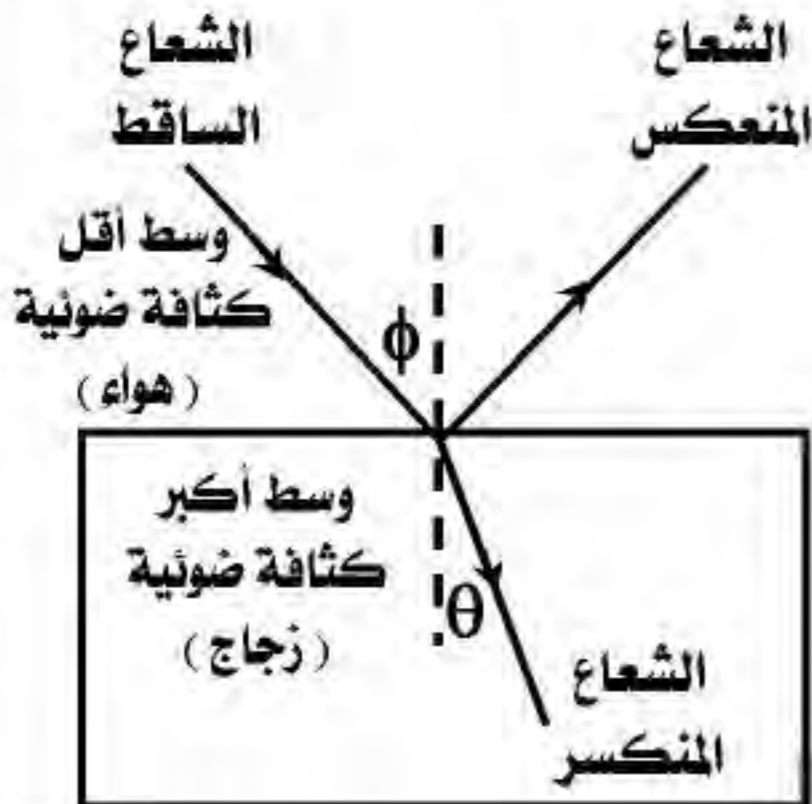 الشعاع
الساقط
الشعاع
المنعكس
وسط أقل
كثافة ضوئية
(هواء)
ϕ
وسط أكبر
كثافة ضوئية
(زجاج)
θ
الشعاع
المنكسر